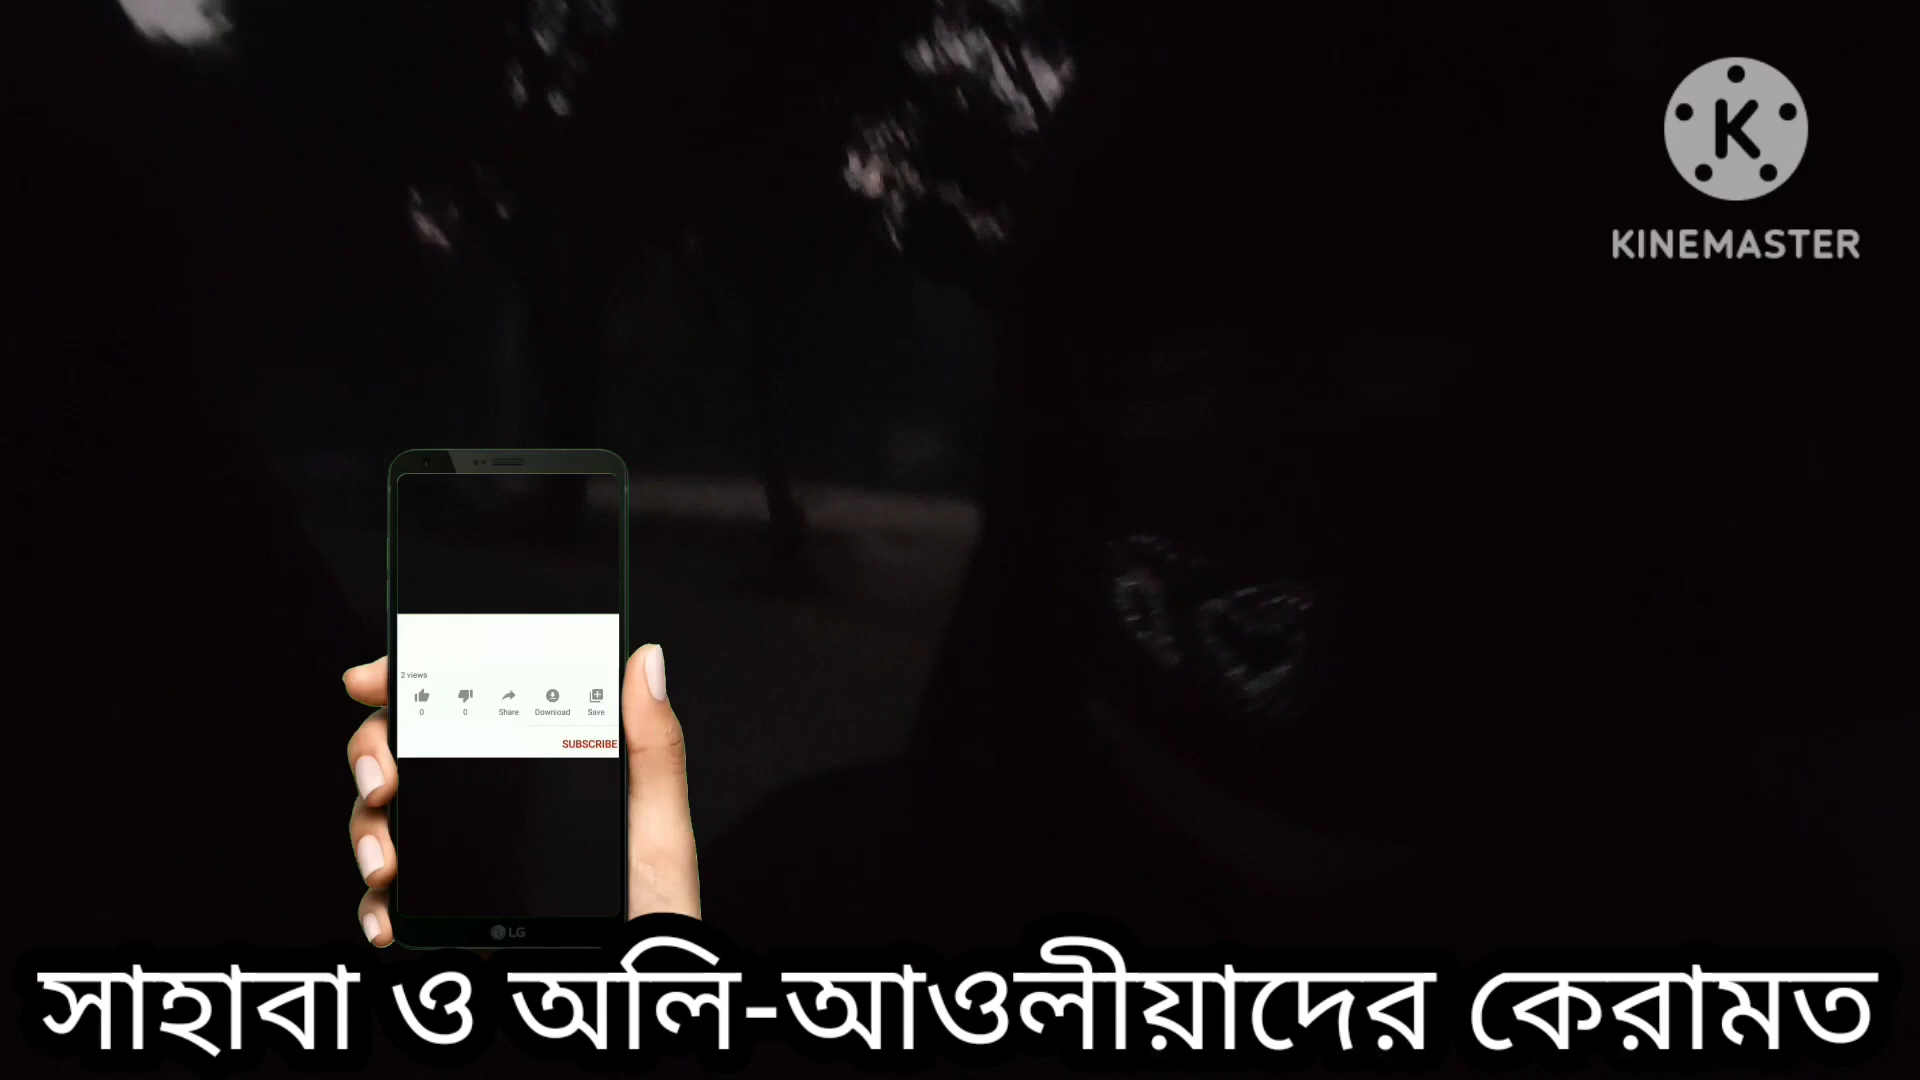 K
KINEMASTER
2 views
0 0 Share Download Save
SUBSCRIBE
LG
সাহাবা ও অলি-আওলীয়াদের কেরামত